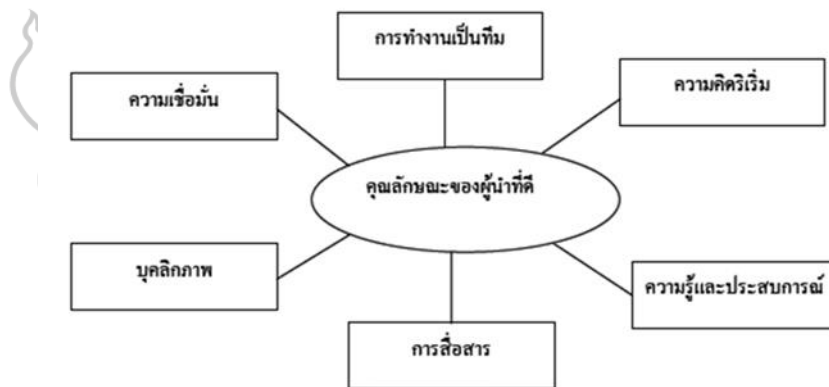 การทำงานเป็นทีม
ความเชื่อมั่น
ความคิดริเริ่ม
คุณลักษณะของผู้นำที่ดี
บุคลิกภาพ
ความรู้และประสบการณ์
การสื่อสาร